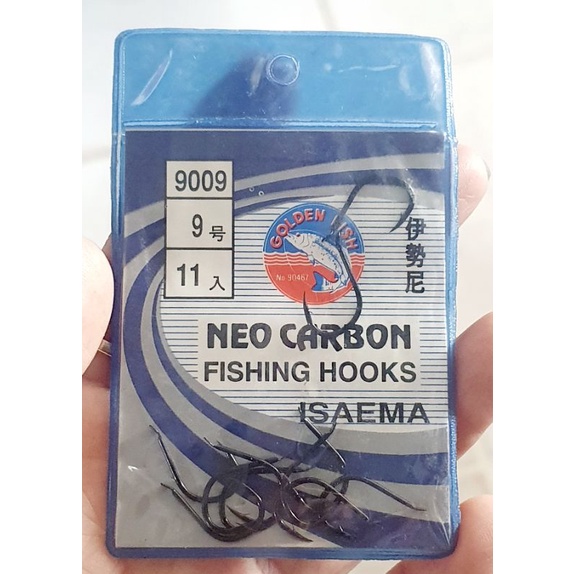 9009
9号
11入
GOLDEN FISH
No 90467
伊勢尼
NEO CARBON
FISHING HOOKS
ISAEMA